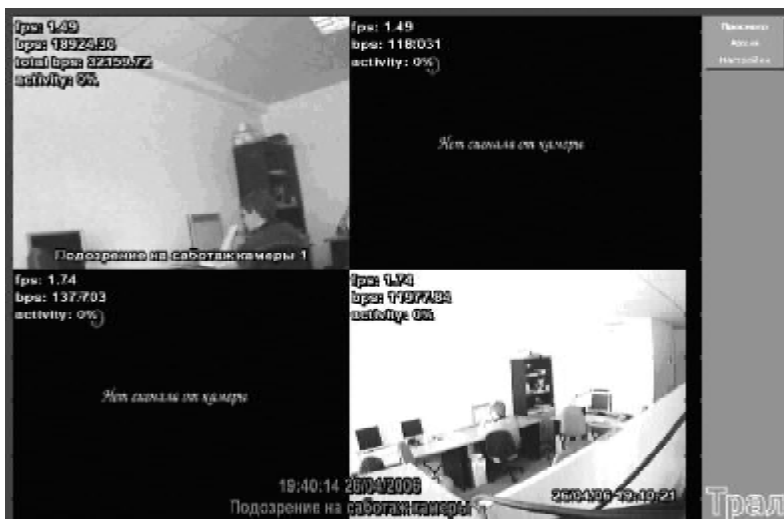 fps: 1.49
bps: 18924.36
total bps: 32159.72
activity: 0%
Подозрение на саботаж камеры 1
fps: 1.49
bps: 118.031
activity: 0%
Нет сигнала от камеры
fps: 1.74
bps: 137.703
activity: 0%
Нет сигнала от камеры
fps: 1.74
bps: 11977.84
activity: 0%
26/04/06 19:40:21
19:40:14 26/04/2006
Подозрение на саботаж камеры
Просмотр
Архив
Настройки
Трал